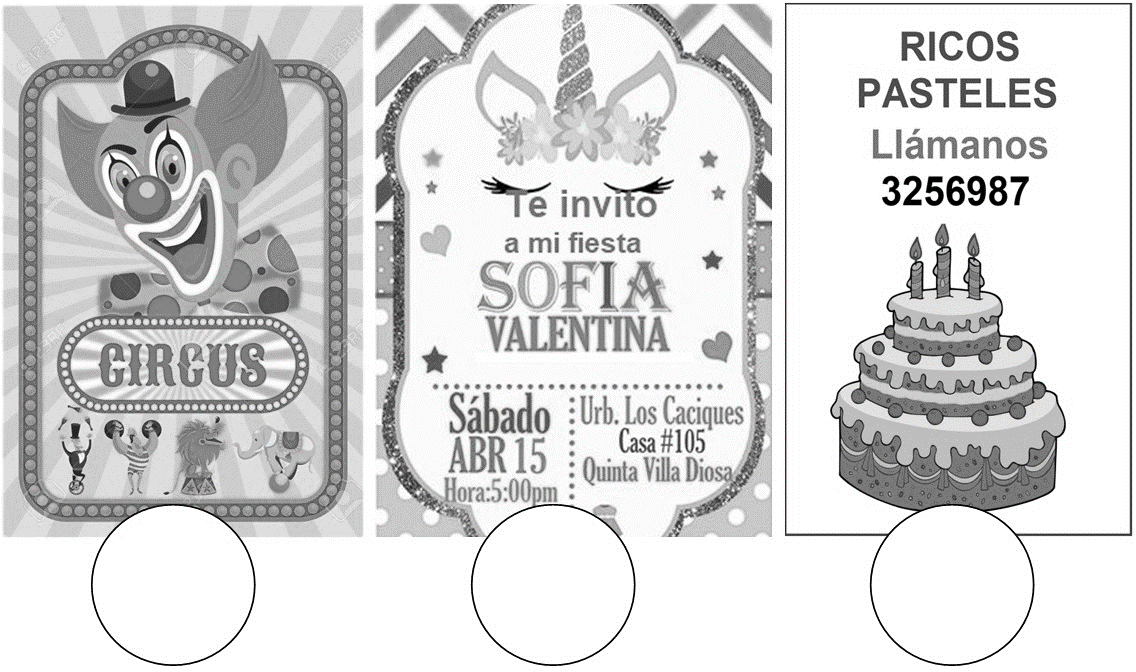 CIRCUS
Te invito
a mi fiesta
SOFIA
VALENTINA
Sábado
ABR 15
Hora:5:00pm
Urb. Los Caciques
Casa #105
Quinta Villa Diosa
RICOS
PASTELES
Llámanos
3256987